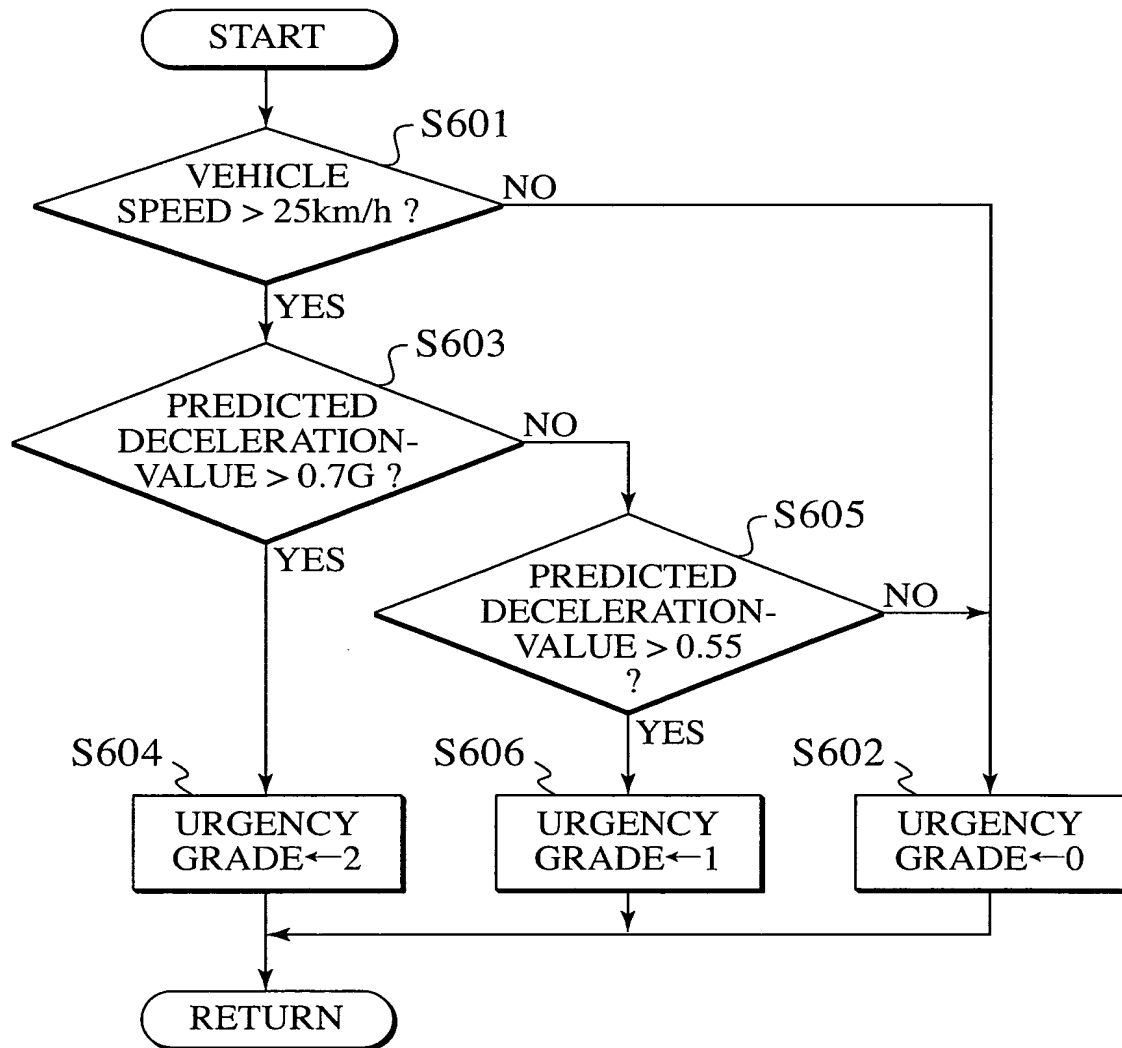 START
S601
VEHICLE
SPEED > 25km/h ?
NO
YES
S603
PREDICTED
DECELERATION-
VALUE > 0.7G ?
NO
YES
S605
PREDICTED
DECELERATION-
VALUE > 0.55
?
NO
YES
S604
URGENCY
GRADE←2
S606
URGENCY
GRADE←1
S602
URGENCY
GRADE←0
RETURN